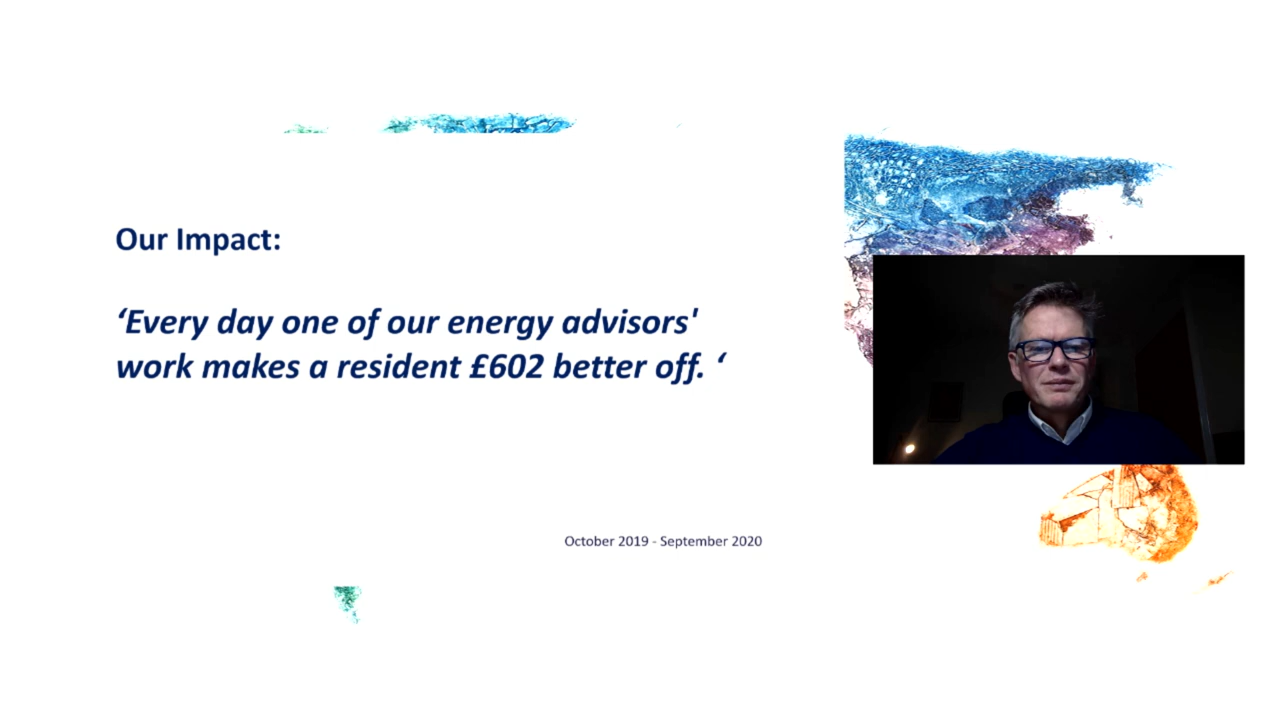 Our Impact:
‘Every day one of our energy advisors'
work makes a resident £602 better off. ‘
October 2019 - September 2020